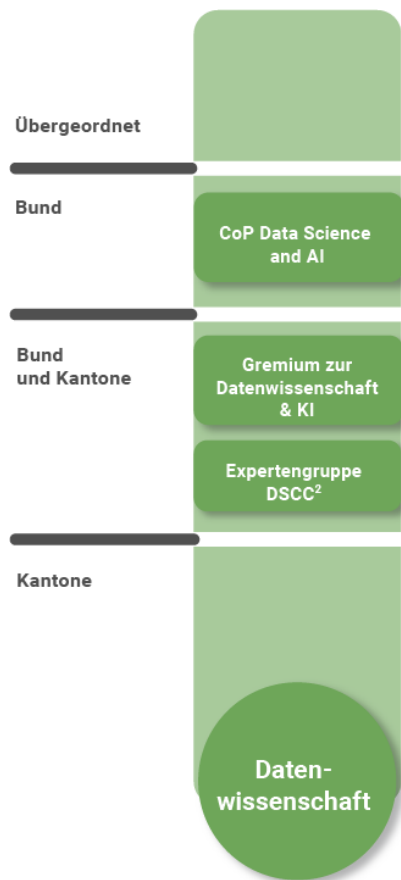 Übergeordnet
Bund
CoP Data Science
and AI
Bund
und Kantone
Gremium zur
Datenwissenschaft
& KI
Expertengruppe
DSCC²
Kantone
Daten-
wissenschaft